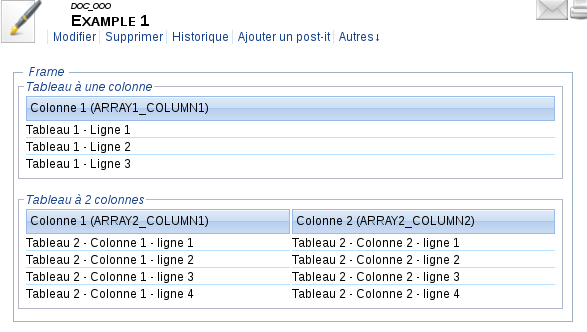 DOC_OOO
EXAMPLE 1
Modifier Supprimer Historique Ajouter un post-it Autres↓
Frame
Tableau à une colonne
Colonne 1 (ARRAY1_COLUMN1)
Tableau 1 - Ligne 1
Tableau 1 - Ligne 2
Tableau 1 - Ligne 3
Tableau à 2 colonnes
Colonne 1 (ARRAY2_COLUMN1) Colonne 2 (ARRAY2_COLUMN2)
Tableau 2 - Colonne 1 - ligne 1 Tableau 2 - Colonne 2 - ligne 1
Tableau 2 - Colonne 1 - ligne 2 Tableau 2 - Colonne 2 - ligne 2
Tableau 2 - Colonne 1 - ligne 3 Tableau 2 - Colonne 2 - ligne 3
Tableau 2 - Colonne 1 - ligne 4 Tableau 2 - Colonne 2 - ligne 4